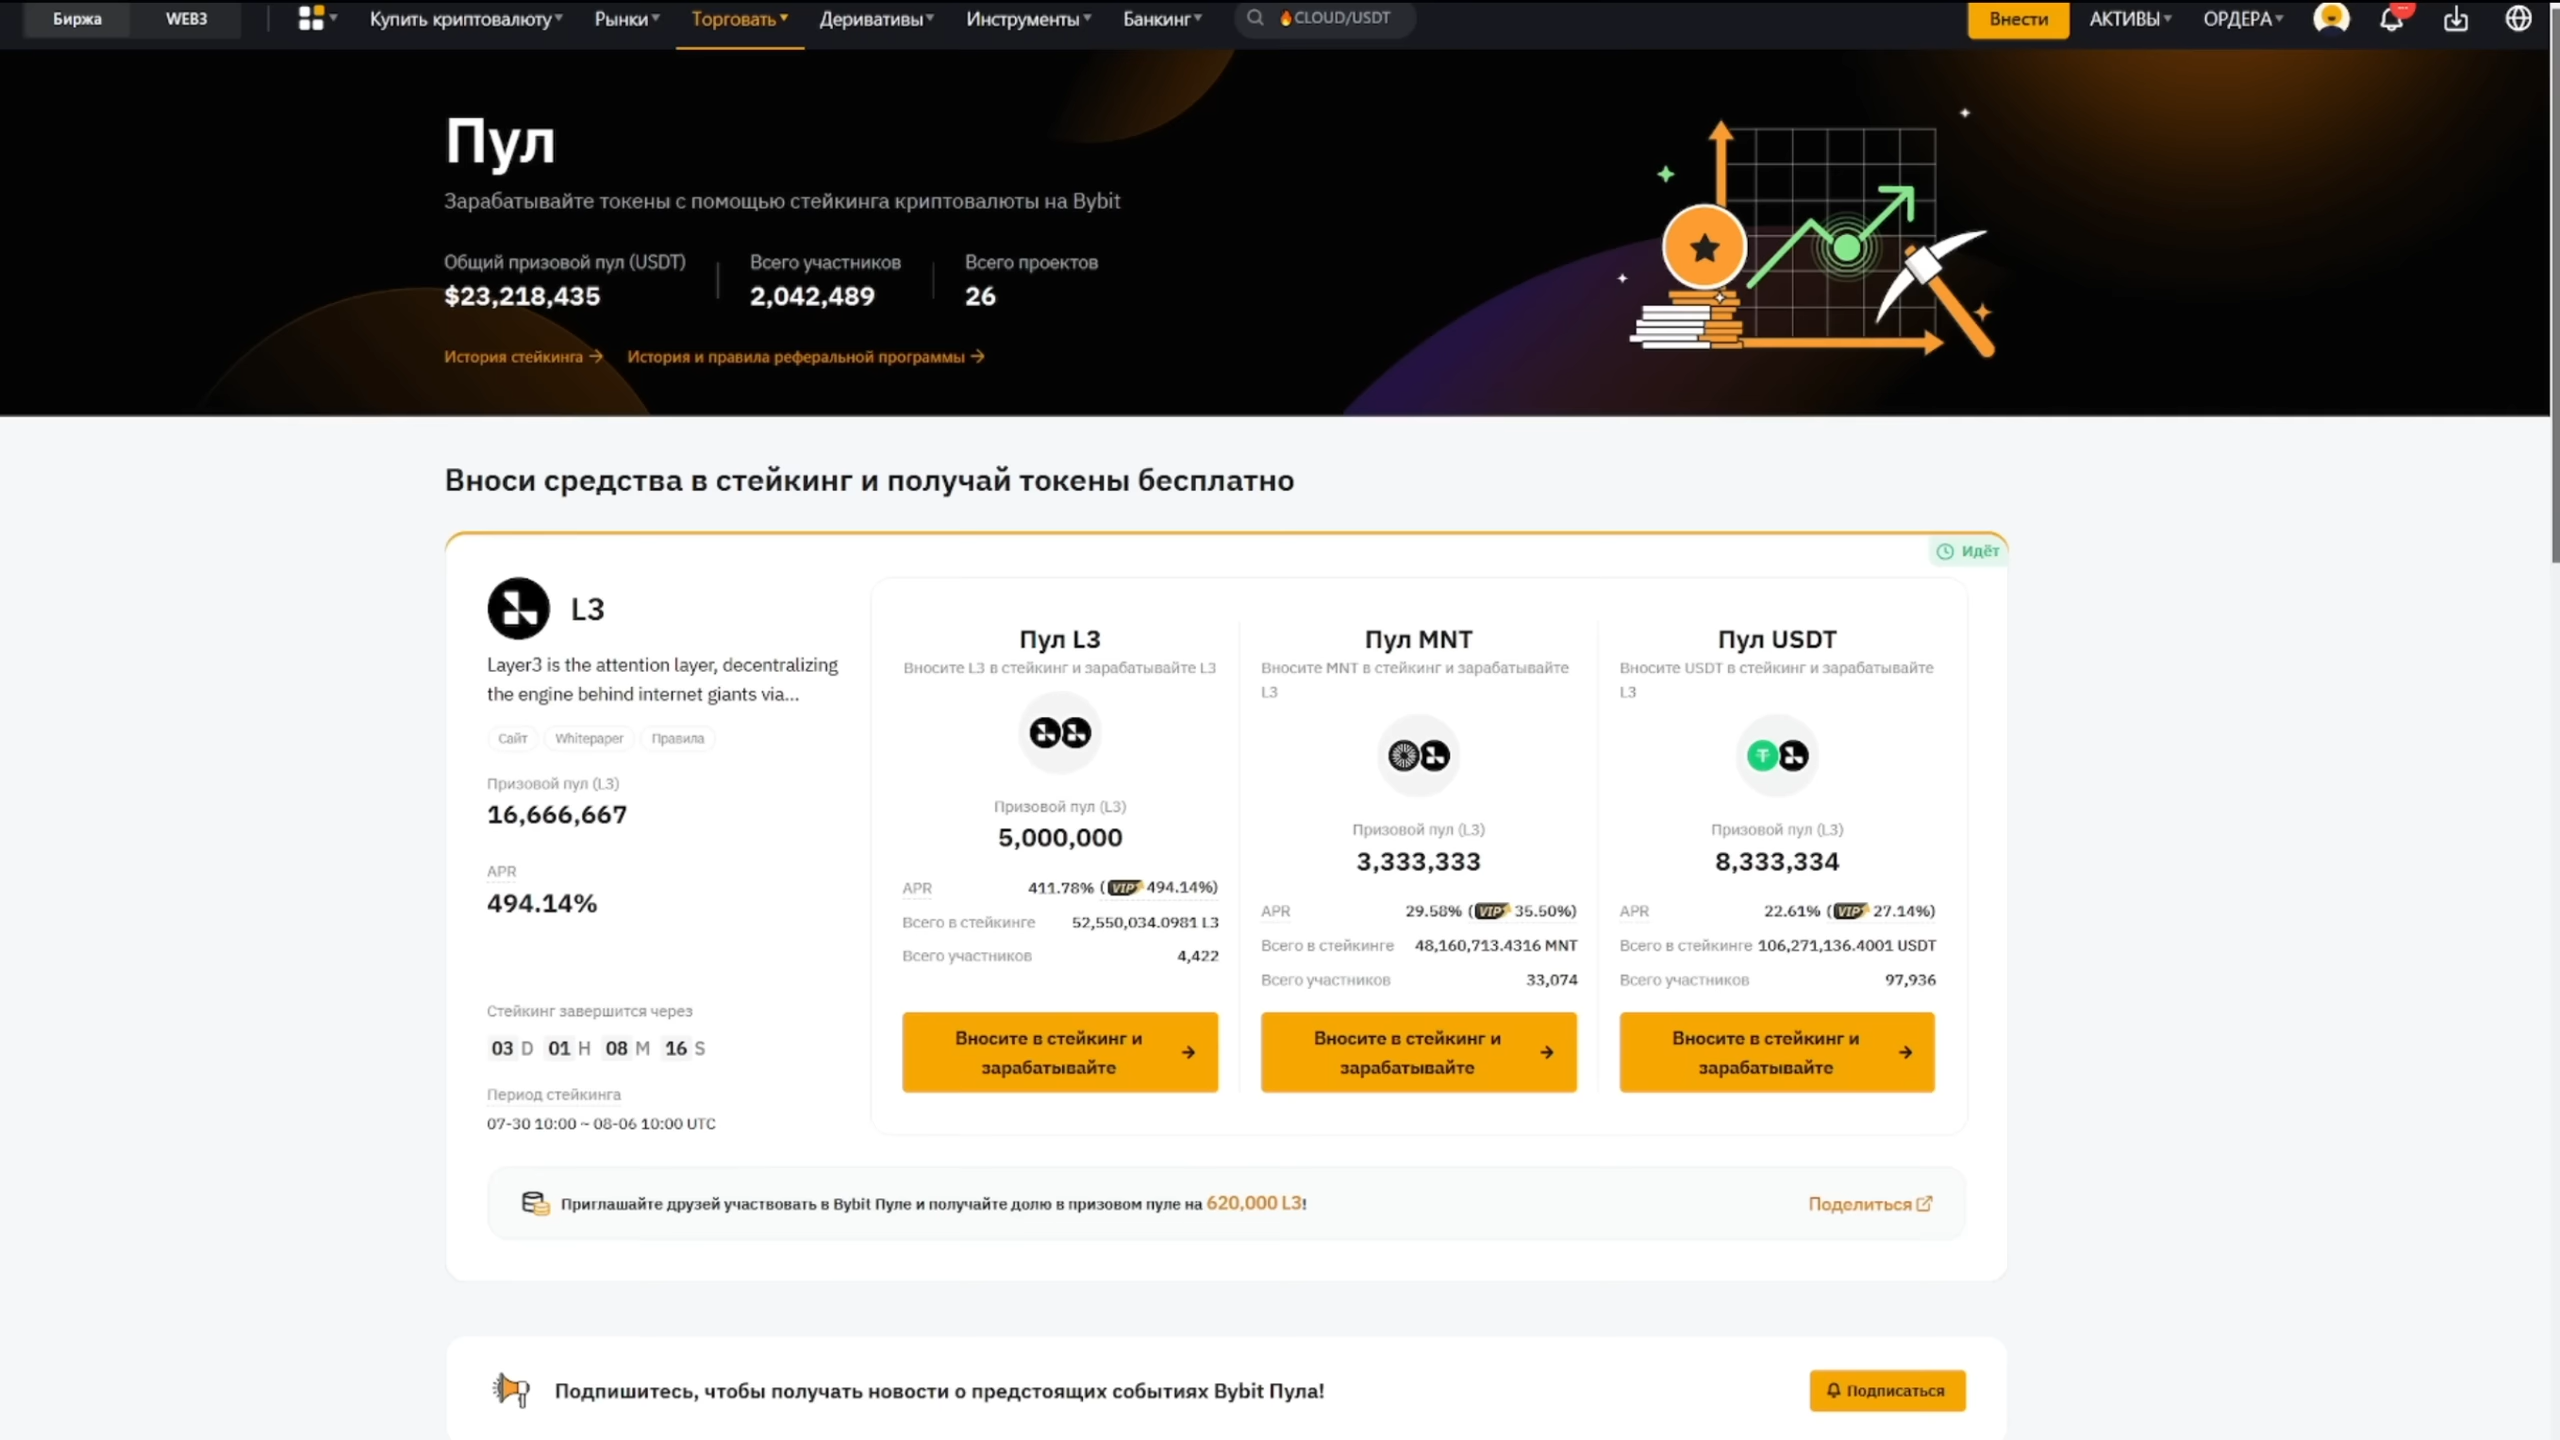 Биржа WEB3 Купить криптовалюту Рынки Торговать Деривативы Инструменты Банкинг CLOUD/USDT Внести АКТИВЫ ОРДЕРА
Пул
Зарабатывайте токены с помощью стейкинга криптовалюты на Bybit
Общий призовой пул (USDT) Всего участников Всего проектов
$23,218,435 2,042,489 26
История стейкинга → История и правила реферальной программы →
Вноси средства в стейкинг и получай токены бесплатно
Идёт
L3
Layer3 is the attention layer, decentralizing
the engine behind internet giants via...
Сайт Whitepaper Правила
Призовой пул (L3)
16,666,667
APR
494.14%
Стейкинг завершится через
03 D 01 H 08 M 16 S
Период стейкинга
07-30 10:00 ~ 08-06 10:00 UTC
Пул L3
Вносите L3 в стейкинг и зарабатывайте L3
Призовой пул (L3)
5,000,000
APR 411.78% (VIP 494.14%)
Всего в стейкинге 52,550,034.0981 L3
Всего участников 4,422
Вносите в стейкинг и
зарабатывайте →
Пул MNT
Вносите MNT в стейкинг и зарабатывайте
L3
Призовой пул (L3)
3,333,333
APR 29.58% (VIP 35.50%)
Всего в стейкинге 48,160,713.4316 MNT
Всего участников 33,074
Вносите в стейкинг и
зарабатывайте →
Пул USDT
Вносите USDT в стейкинг и зарабатывайте
L3
Призовой пул (L3)
8,333,334
APR 22.61% (VIP 27.14%)
Всего в стейкинге 106,271,136.4001 USDT
Всего участников 97,936
Вносите в стейкинг и
зарабатывайте →
Приглашайте друзей участвовать в Bybit Пуле и получайте долю в призовом пуле на 620,000 L3! Поделиться
Подпишитесь, чтобы получать новости о предстоящих событиях Bybit Пула! Подписаться